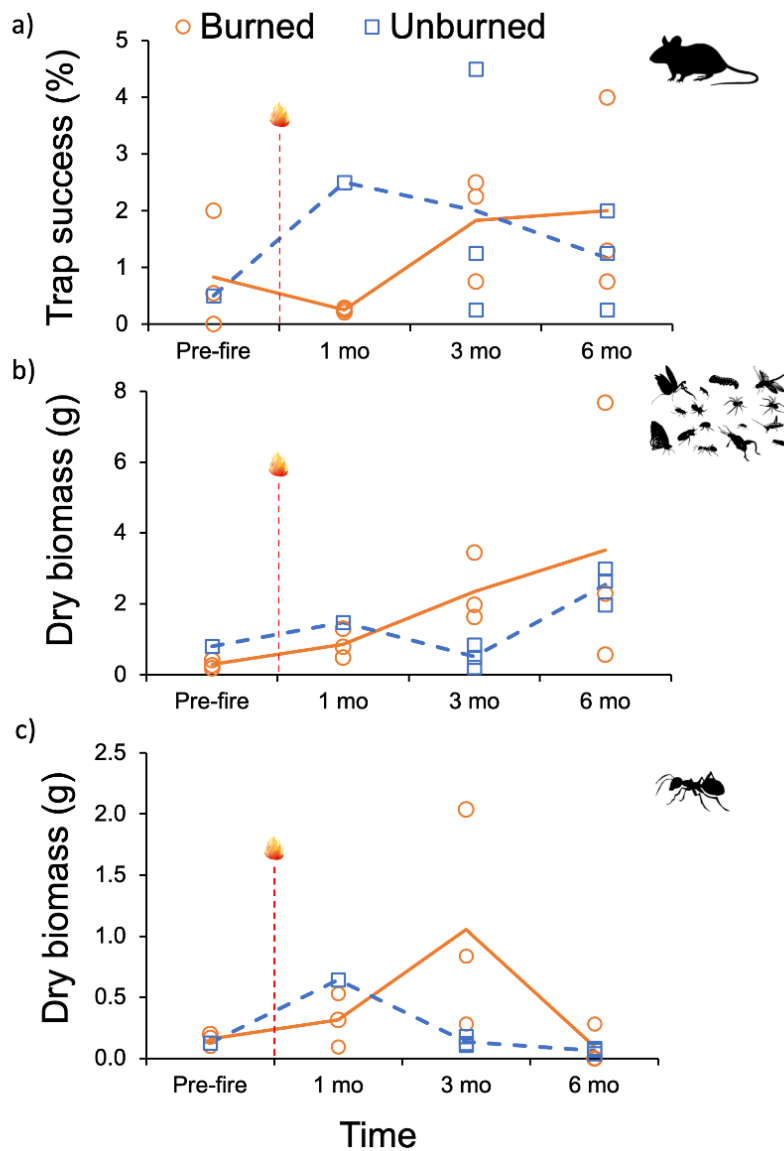 a)
Burned
Unburned
Trap success (%)
5
4
3
2
1
0
Pre-fire
1 mo
3 mo
6 mo
b)
Dry biomass (g)
8
6
4
2
0
Pre-fire
1 mo
3 mo
6 mo
c)
Dry biomass (g)
2.5
2.0
1.5
1.0
0.5
0.0
Pre-fire
1 mo
3 mo
6 mo
Time